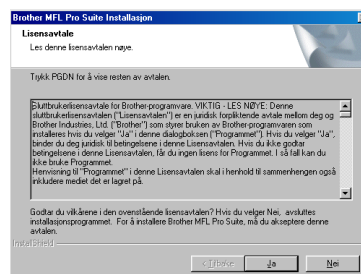 Brother MFL Pro Suite Installasjon
Lisensavtale
Les denne lisensavtalen nøye.
Trykk PGDN for å vise resten av avtalen.
Sluttbrukerlisensavtale for Brother-programvare. VIKTIG - LES NØYE: Denne
sluttbrukerlisensavtalen ("Lisensavtalen") er en juridisk forpliktende avtale mellom deg og
Brother Industries, Ltd. ("Brother") som styrer bruken av Brother-programvaren som
installeres hvis du velger "Ja" i denne dialogboksen ("Programmet"). Hvis du velger "Ja",
binder du deg juridisk til betingelsene i denne Lisensavtalen. Hvis du ikke godtar
betingelsene i denne Lisensavtalen, får du ingen lisens for Programmet. I så fall kan du
ikke bruke Programmet.
Henvisning til "Programmet" i denne Lisensavtalen skal i henhold til sammenhengen også
inkludere mediet det er lagret på.
Godtar du vilkårene i den ovenstående lisensavtalen? Hvis du velger Nei, avsluttes
installasjonsprogrammet. For å installere Brother MFL Pro Suite, må du akseptere denne
avtalen.
InstallShield
< Tilbake Ja Nei